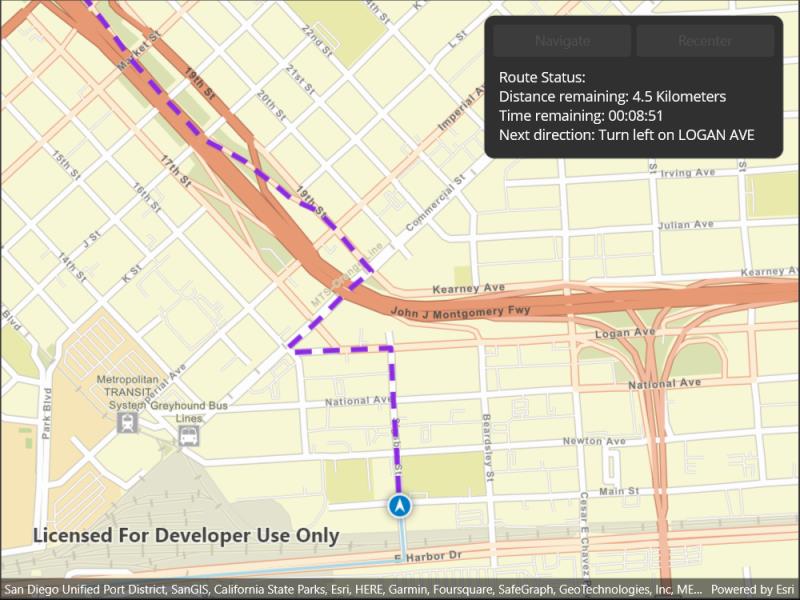 Navigate
Recenter
Route Status:
Distance remaining: 4.5 Kilometers
Time remaining: 00:08:51
Next direction: Turn left on LOGAN AVE
22nd St
K St
L St
Market St
19th St
21st St
20th St
Imperial Av
15th St
17th St
16th St
19th St
Commercial St
Irving Ave
Julian Ave
J St
K St
14th St
MTS Orange Line
Kearney Ave
Kearney Av
John J Montgomery Fwy
Logan Ave
Blvd
Metropolitan
TRANSIT
System
Greyhound Bus
Lines
erial Ave
Park Blvd
National Ave
National Ave
Beardsley St
Newton Ave
Main St
Cesar E Chavez P
E Harbor Dr
Licensed For Developer Use Only
San Diego Unified Port District, SanGIS, California State Parks, Esri, HERE, Garmin, Foursquare, SafeGraph, GeoTechnologies, Inc, ME...
Powered by Esri